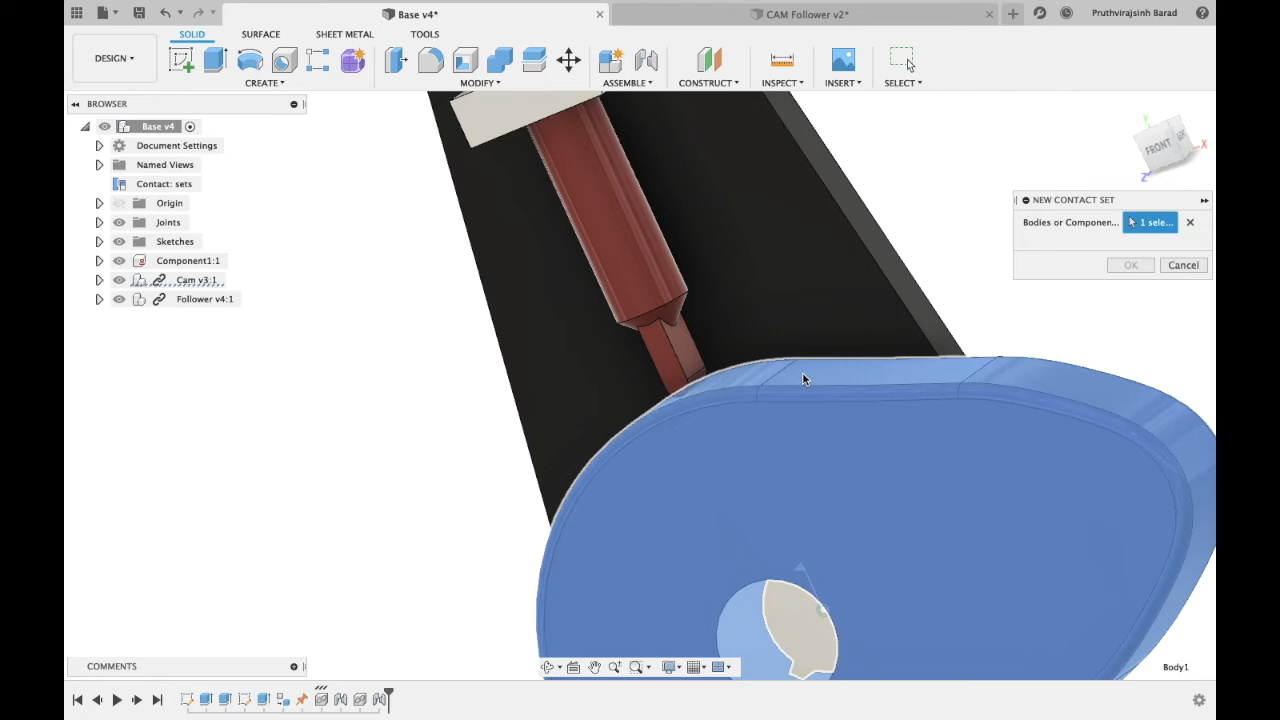 Base v4*
CAM Follower v2*
Pruthvirajsinh Barad
DESIGN
SOLID
SURFACE
SHEET METAL
TOOLS
CREATE
MODIFY
ASSEMBLE
CONSTRUCT
INSPECT
INSERT
SELECT
BROWSER
Base v4
Document Settings
Named Views
Contact: sets
Origin
Joints
Sketches
Component1:1
Cam v3:1
Follower v4:1
Y
FRONT
X
Z
NEW CONTACT SET
Bodies or Componen...
1 sele...
OK
Cancel
Body1
COMMENTS